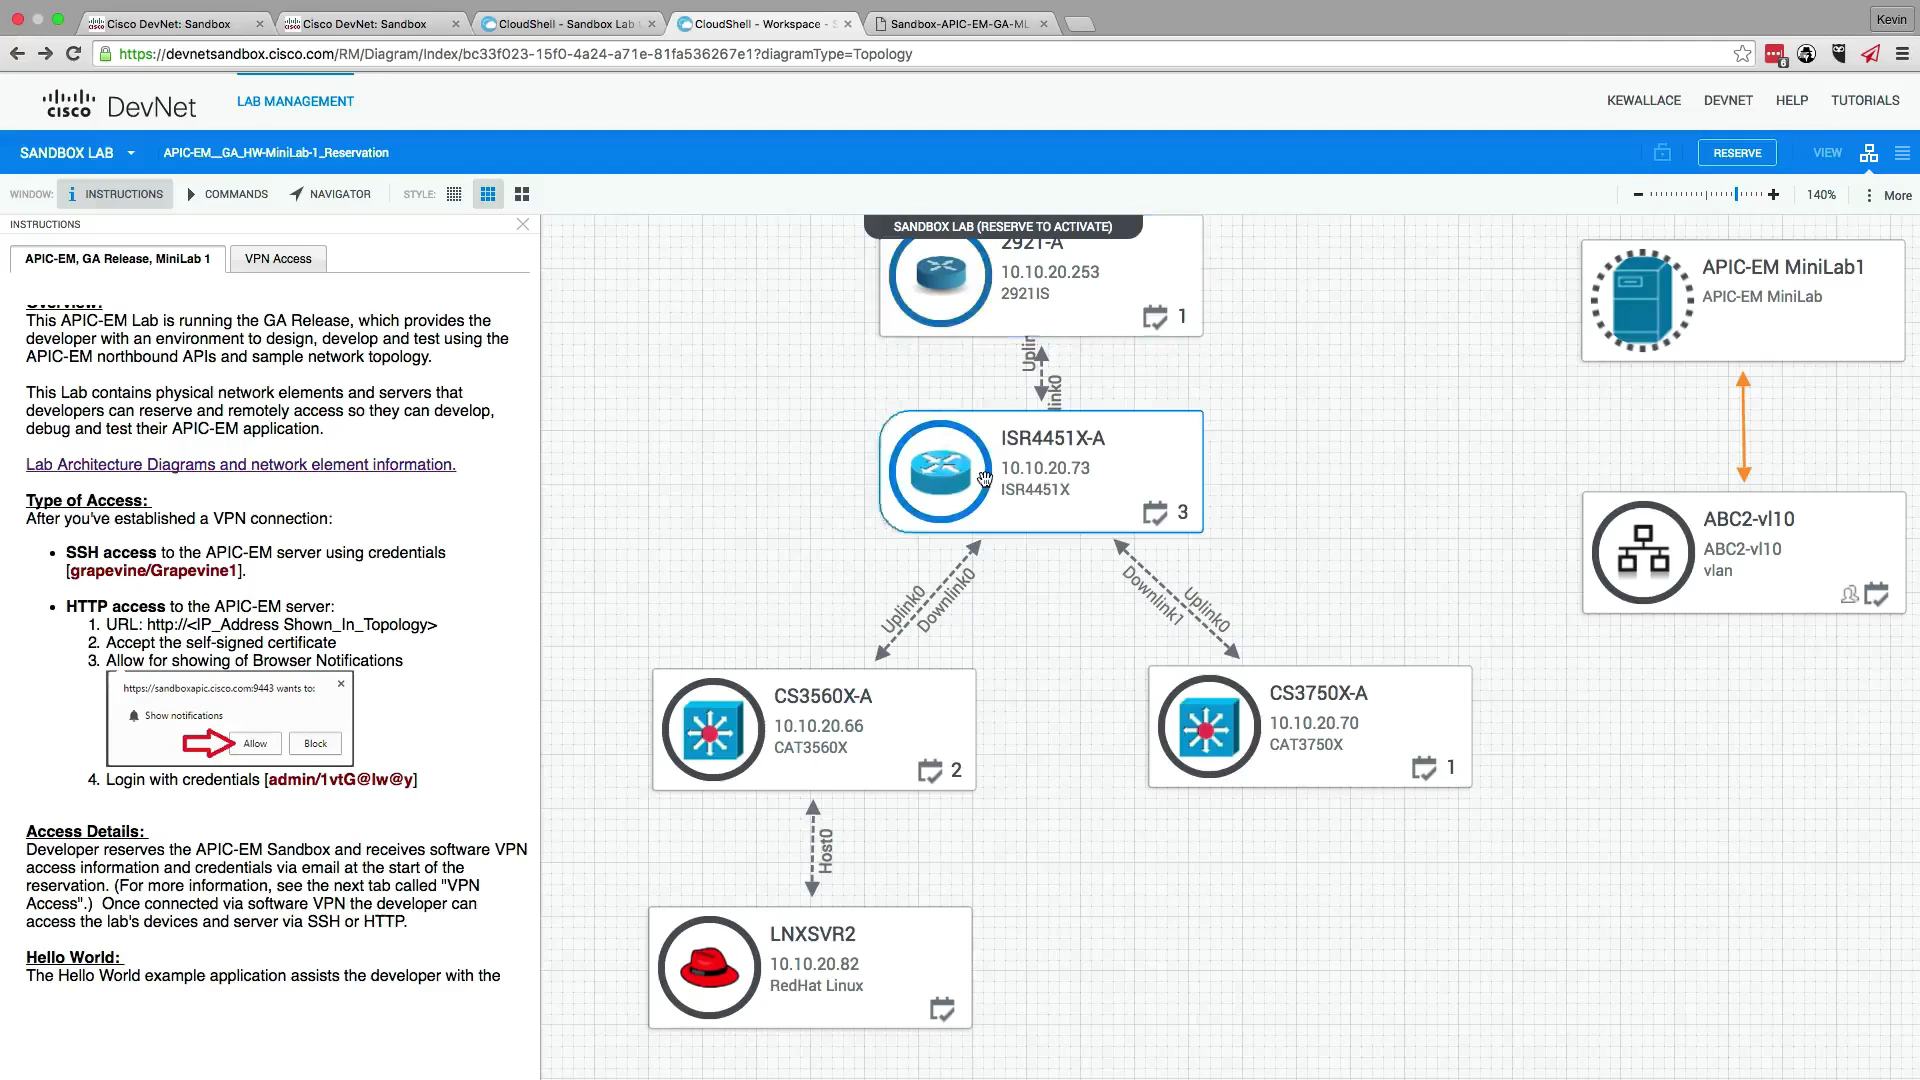 Cisco DevNet: Sandbox
Cisco DevNet: Sandbox
CloudShell - Sandbox Lab
CloudShell - Workspace - S
Sandbox-APIC-EM-GA-ML
Kevin
https://devnetsandbox.cisco.com/RM/Diagram/Index/bc33f023-15f0-4a24-a71e-81fa536267e1?diagramType=Topology
6
cisco DevNet
LAB MANAGEMENT
KEWALLACE DEVNET HELP TUTORIALS
SANDBOX LAB
APIC-EM__GA_HW-MiniLab-1_Reservation
RESERVE
VIEW
WINDOW: INSTRUCTIONS COMMANDS NAVIGATOR STYLE:
140%
More
INSTRUCTIONS
APIC-EM, GA Release, MiniLab 1
VPN Access
Overview:
This APIC-EM Lab is running the GA Release, which provides the
developer with an environment to design, develop and test using the
APIC-EM northbound APIs and sample network topology.
This Lab contains physical network elements and servers that
developers can reserve and remotely access so they can develop,
debug and test their APIC-EM application.
Lab Architecture Diagrams and network element information.
Type of Access:
After you've established a VPN connection:
• SSH access to the APIC-EM server using credentials
[grapevine/Grapevine1].
• HTTP access to the APIC-EM server:
1. URL: http://<IP_Address Shown_In_Topology>
2. Accept the self-signed certificate
3. Allow for showing of Browser Notifications
https://sandboxapic.cisco.com:9443 wants to:
Show notifications
Allow
Block
4. Login with credentials [admin/1vtG@lw@y]
Access Details:
Developer reserves the APIC-EM Sandbox and receives software VPN
access information and credentials via email at the start of the
reservation. (For more information, see the next tab called "VPN
Access".) Once connected via software VPN the developer can
access the lab's devices and server via SSH or HTTP.
Hello World:
The Hello World example application assists the developer with the
SANDBOX LAB (RESERVE TO ACTIVATE)
2921-A
10.10.20.253
2921IS
1
Uplin
link0
ISR4451X-A
10.10.20.73
ISR4451X
3
Uplink0
Downlink0
Downlink1
Uplink0
CS3560X-A
10.10.20.66
CAT3560X
2
CS3750X-A
10.10.20.70
CAT3750X
1
Host0
LNXSVR2
10.10.20.82
RedHat Linux
APIC-EM MiniLab1
APIC-EM MiniLab
ABC2-vl10
ABC2-vl10
vlan